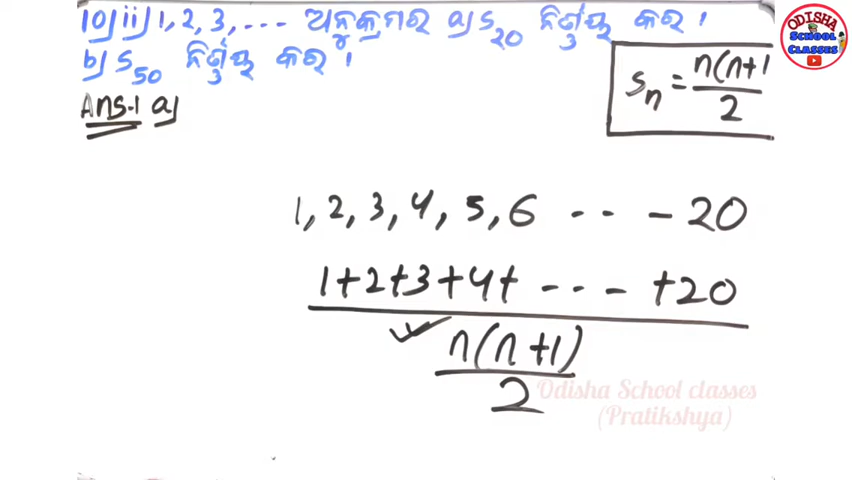 10) ii) 1, 2, 3, --- ଅନୁକ୍ରମର a) S20 ନିର୍ଣ୍ଣୟ କର ।
b) S50 ନିର୍ଣ୍ଣୟ କର ।
Sn = n(n+1
2
Ans:- a)
1, 2, 3, 4, 5, 6 - - - 20
1+2+3+4+ - - - +20
n(n+1)
2
ODISHA
SCHOOL
CLASSES
Odisha School classes
(Pratikshya)